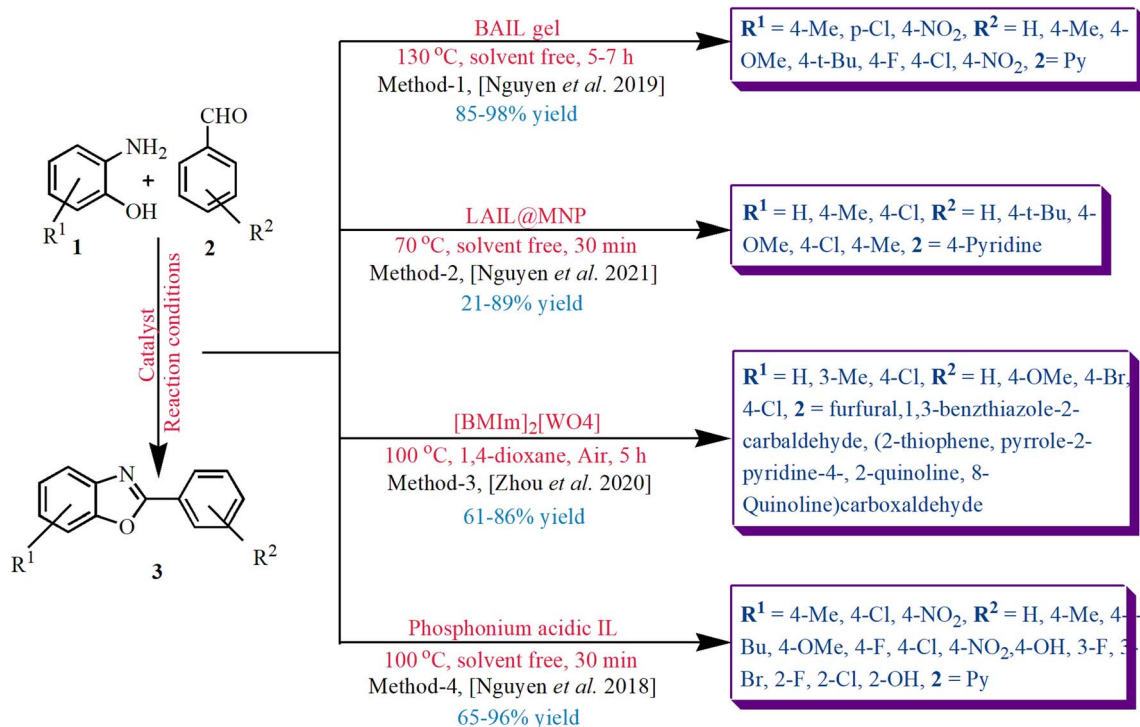 BAIL gel
130 °C, solvent free, 5-7 h
Method-1, [Nguyen et al. 2019]
85-98% yield
R¹ = 4-Me, p-Cl, 4-NO₂, R² = H, 4-Me, 4-
OMe, 4-t-Bu, 4-F, 4-Cl, 4-NO₂, 2= Py
CHO
NH₂
+
OH
R¹
R²
1
2
LAIL@MNP
70 °C, solvent free, 30 min
Method-2, [Nguyen et al. 2021]
21-89% yield
R¹ = H, 4-Me, 4-Cl, R² = H, 4-t-Bu, 4-
OMe, 4-Cl, 4-Me, 2 = 4-Pyridine
Catalyst
Reaction conditions
[BMIm]₂[WO4]
100 °C, 1,4-dioxane, Air, 5 h
Method-3, [Zhou et al. 2020]
61-86% yield
R¹ = H, 3-Me, 4-Cl, R² = H, 4-OMe, 4-Br,
4-Cl, 2 = furfural,1,3-benzthiazole-2-
carbaldehyde, (2-thiophene, pyrrole-2-
pyridine-4-, 2-quinoline, 8-
Quinoline)carboxaldehyde
N
O
R¹
R²
3
Phosphonium acidic IL
100 °C, solvent free, 30 min
Method-4, [Nguyen et al. 2018]
65-96% yield
R¹ = 4-Me, 4-Cl, 4-NO₂, R² = H, 4-Me, 4-
Bu, 4-OMe, 4-F, 4-Cl, 4-NO₂,4-OH, 3-F, 3-
Br, 2-F, 2-Cl, 2-OH, 2 = Py